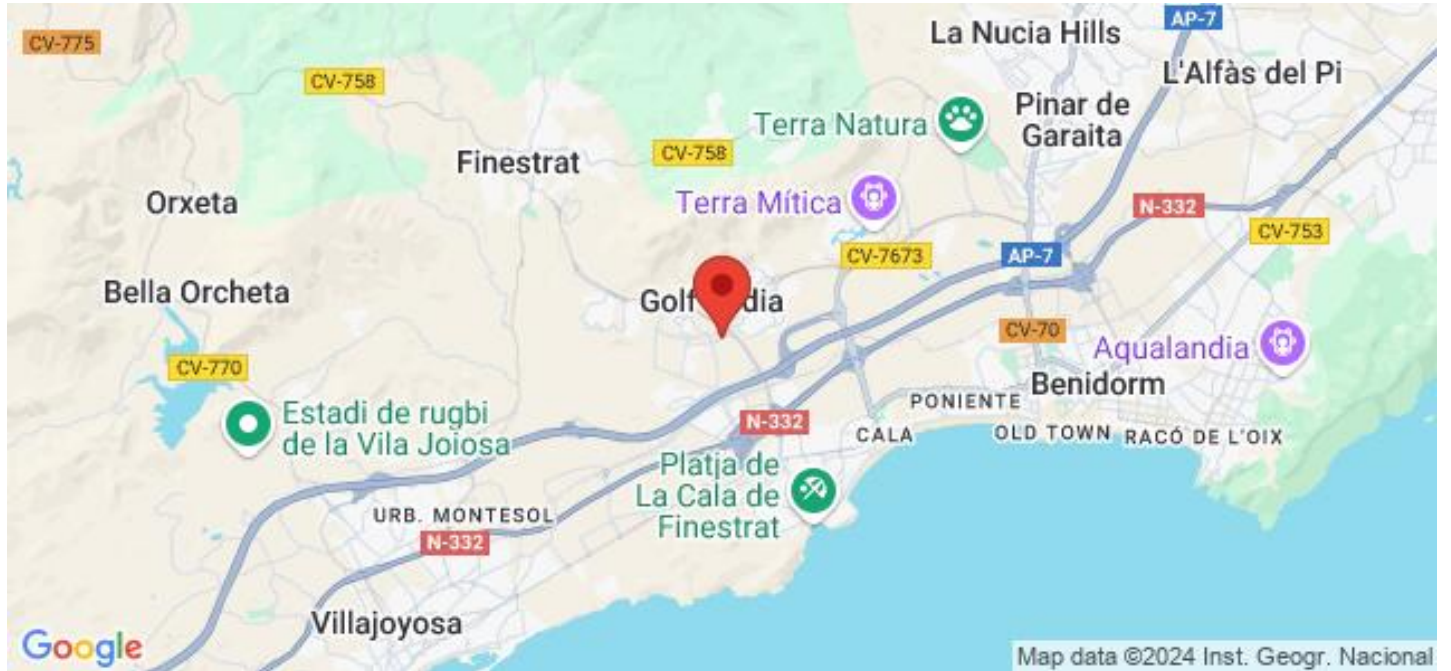 AP-7
La Nucia Hills
CV-775
L'Alfàs del Pi
CV-758
Terra Natura
Pinar de
Garaita
Finestrat
CV-758
Orxeta
Terra Mítica
N-332
CV-753
CV-7673
AP-7
Bella Orcheta
Golf
dia
CV-70
Aqualandia
CV-770
Benidorm
PONIENTE
Estadi de rugbi
de la Vila Joiosa
N-332
CALA
OLD TOWN
RACÓ DE L'OIX
Platja de
La Cala de
Finestrat
URB. MONTESOL
N-332
Villajoyosa
Google
Map data ©2024 Inst. Geogr. Nacional